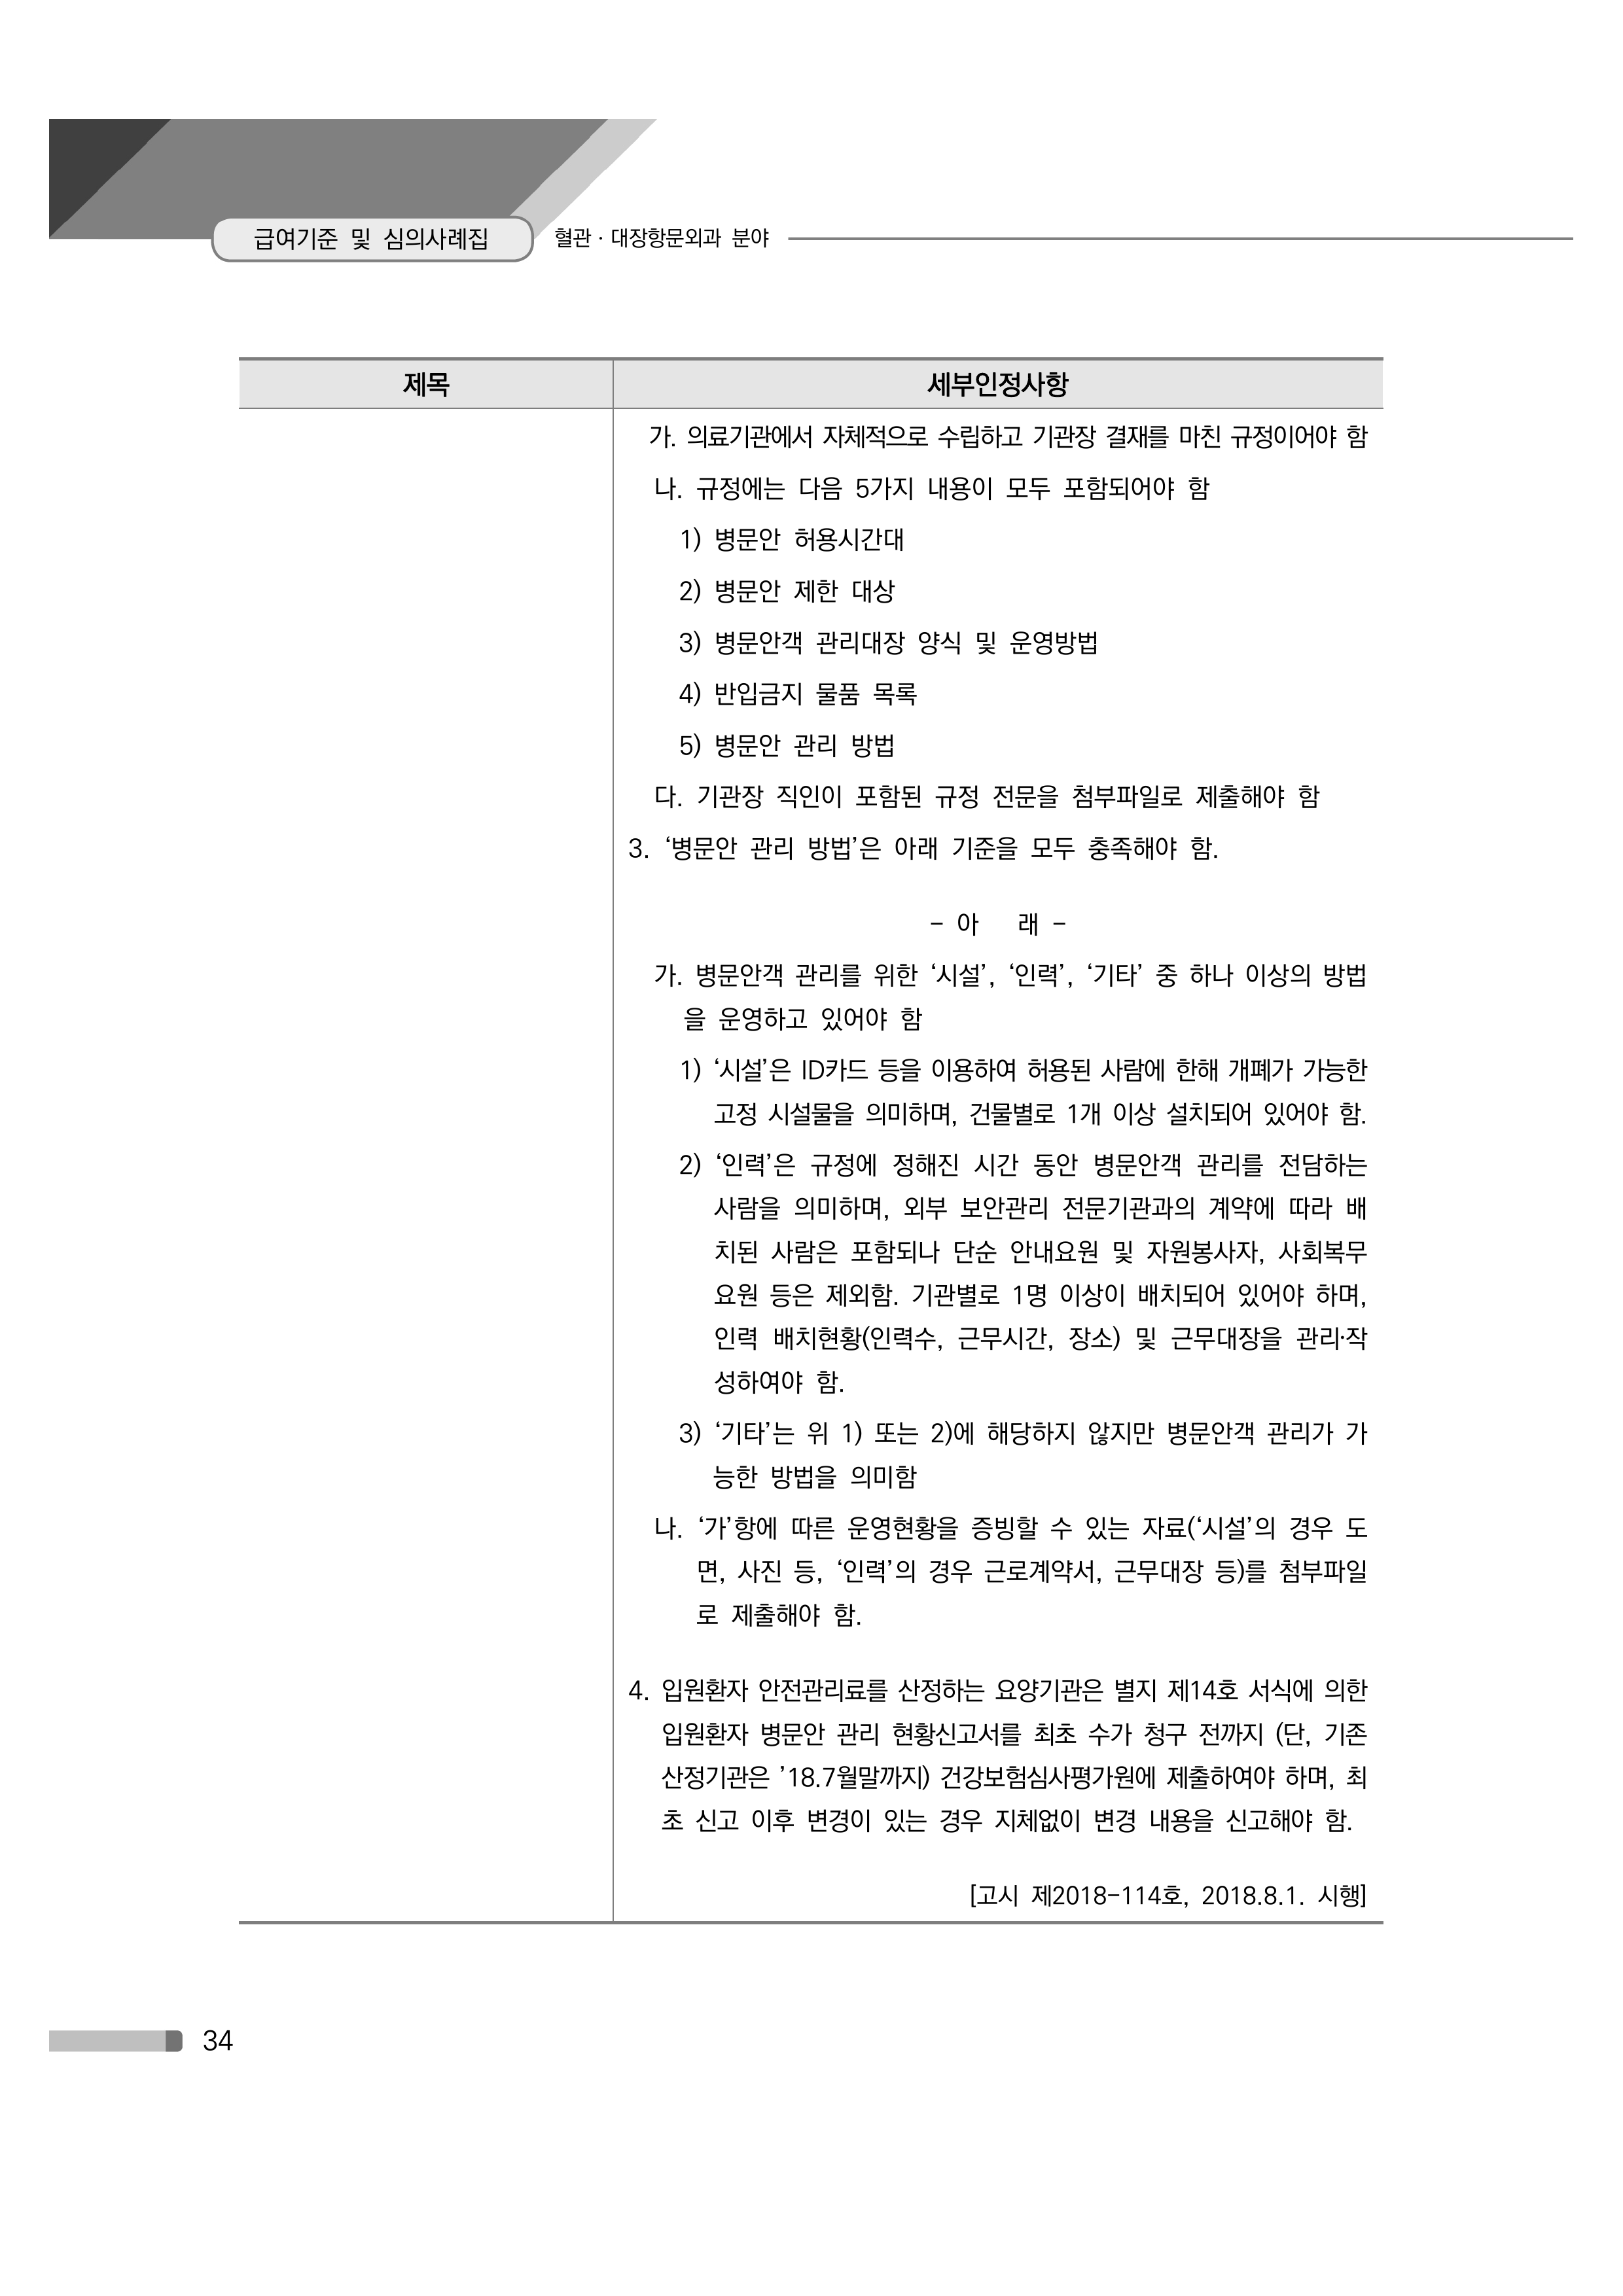 급여기준 및 심의사례집
혈관 · 대장항문외과 분야
제목
세부인정사항
가. 의료기관에서 자체적으로 수립하고 기관장 결재를 마친 규정이어야 함
나. 규정에는 다음 5가지 내용이 모두 포함되어야 함
1) 병문안 허용시간대
2) 병문안 제한 대상
3) 병문안객 관리대장 양식 및 운영방법
4) 반입금지 물품 목록
5) 병문안 관리 방법
다. 기관장 직인이 포함된 규정 전문을 첨부파일로 제출해야 함
3. ‘병문안 관리 방법’은 아래 기준을 모두 충족해야 함.
– 아 래 –
가. 병문안객 관리를 위한 ‘시설’, ‘인력’, ‘기타’ 중 하나 이상의 방법
을 운영하고 있어야 함
1) ‘시설’은 ID카드 등을 이용하여 허용된 사람에 한해 개폐가 가능한
고정 시설물을 의미하며, 건물별로 1개 이상 설치되어 있어야 함.
2) ‘인력’은 규정에 정해진 시간 동안 병문안객 관리를 전담하는
사람을 의미하며, 외부 보안관리 전문기관과의 계약에 따라 배
치된 사람은 포함되나 단순 안내요원 및 자원봉사자, 사회복무
요원 등은 제외함. 기관별로 1명 이상이 배치되어 있어야 하며,
인력 배치현황(인력수, 근무시간, 장소) 및 근무대장을 관리·작
성하여야 함.
3) ‘기타’는 위 1) 또는 2)에 해당하지 않지만 병문안객 관리가 가
능한 방법을 의미함
나. ‘가’항에 따른 운영현황을 증빙할 수 있는 자료(‘시설’의 경우 도
면, 사진 등, ‘인력’의 경우 근로계약서, 근무대장 등)를 첨부파일
로 제출해야 함.
4. 입원환자 안전관리료를 산정하는 요양기관은 별지 제14호 서식에 의한
입원환자 병문안 관리 현황신고서를 최초 수가 청구 전까지 (단, 기존
산정기관은 ’18.7월말까지) 건강보험심사평가원에 제출하여야 하며, 최
초 신고 이후 변경이 있는 경우 지체없이 변경 내용을 신고해야 함.
[고시 제2018-114호, 2018.8.1. 시행]
34